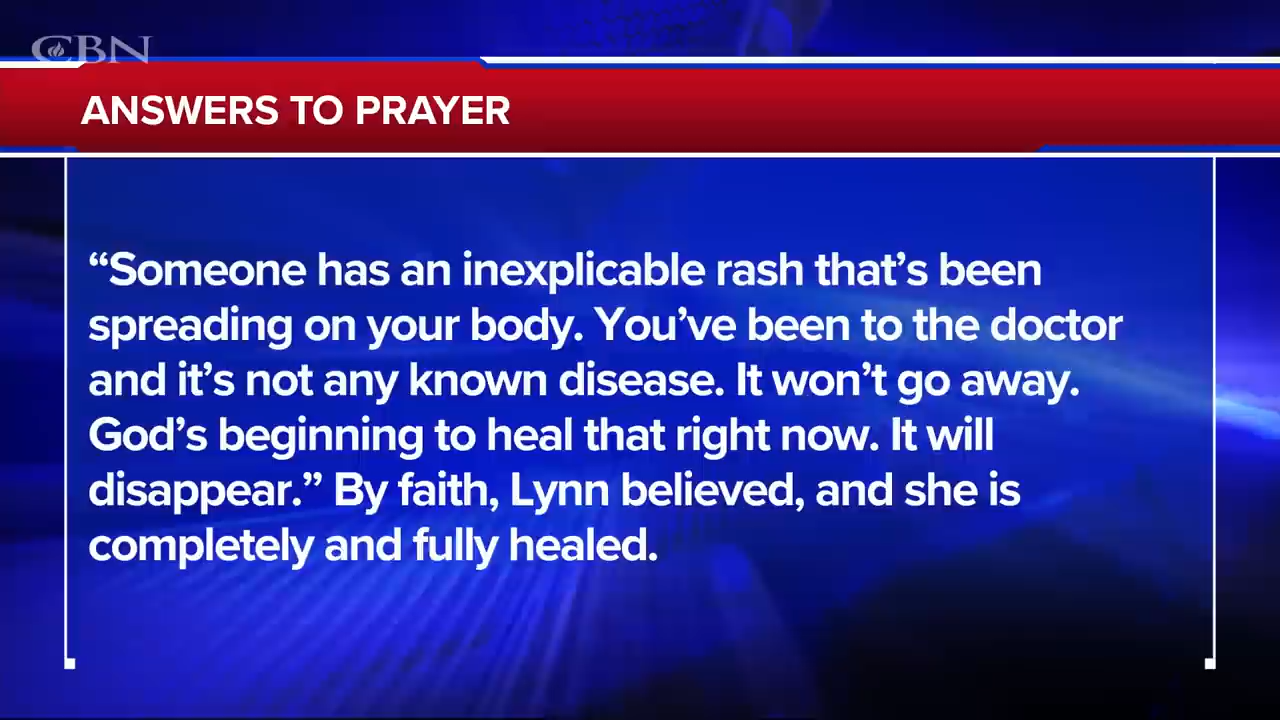 CBN
ANSWERS TO PRAYER
“Someone has an inexplicable rash that’s been
spreading on your body. You’ve been to the doctor
and it’s not any known disease. It won’t go away.
God’s beginning to heal that right now. It will
disappear.” By faith, Lynn believed, and she is
completely and fully healed.